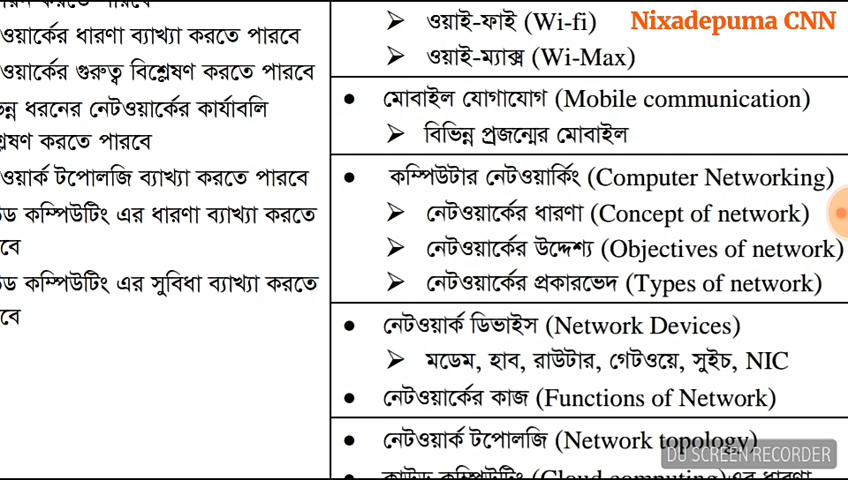 ওয়ার্কের ধারণা ব্যাখ্যা করতে পারবে
ওয়ার্কের গুরুত্ব বিশ্লেষণ করতে পারবে
ন্ন ধরনের নেটওয়ার্কের কার্যাবলি
শ্লেষণ করতে পারবে
ওয়ার্ক টপোলজি ব্যাখ্যা করতে পারবে
উড কম্পিউটিং এর ধারণা ব্যাখ্যা করতে
বে
উড কম্পিউটিং এর সুবিধা ব্যাখ্যা করতে
বে
➢ ওয়াই-ফাই (Wi-fi)
Nixadepuma CNN
➢ ওয়াই-ম্যাক্স (Wi-Max)
• মোবাইল যোগাযোগ (Mobile communication)
➢ বিভিন্ন প্রজন্মের মোবাইল
• কম্পিউটার নেটওয়ার্কিং (Computer Networking)
➢ নেটওয়ার্কের ধারণা (Concept of network)
➢ নেটওয়ার্কের উদ্দেশ্য (Objectives of network)
➢ নেটওয়ার্কের প্রকারভেদ (Types of network)
• নেটওয়ার্ক ডিভাইস (Network Devices)
➢ মডেম, হাব, রাউটার, গেটওয়ে, সুইচ, NIC
• নেটওয়ার্কের কাজ (Functions of Network)
• নেটওয়ার্ক টপোলজি (Network topology)
DU SCREEN RECORDER